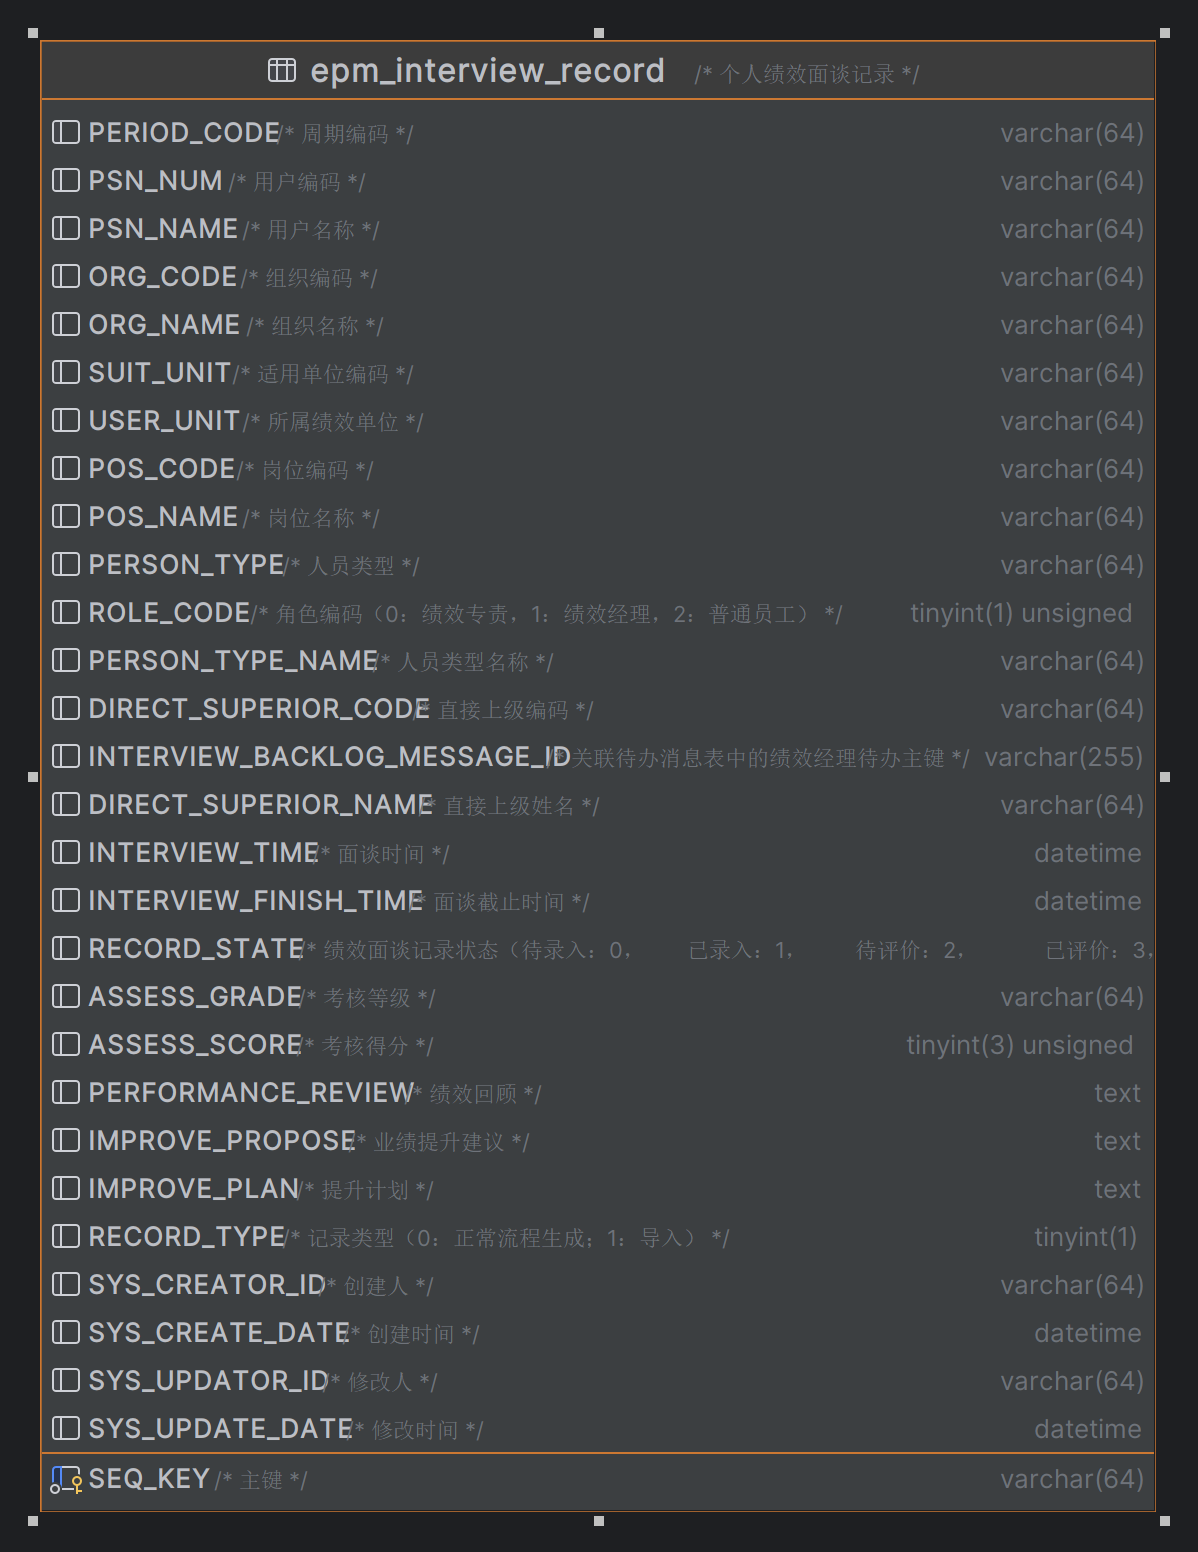 epm_interview_record /* 个人绩效面谈记录 */
PERIOD_CODE /* 周期编码 */ varchar(64)
PSN_NUM /* 用户编码 */ varchar(64)
PSN_NAME /* 用户名称 */ varchar(64)
ORG_CODE /* 组织编码 */ varchar(64)
ORG_NAME /* 组织名称 */ varchar(64)
SUIT_UNIT /* 适用单位编码 */ varchar(64)
USER_UNIT /* 所属绩效单位 */ varchar(64)
POS_CODE /* 岗位编码 */ varchar(64)
POS_NAME /* 岗位名称 */ varchar(64)
PERSON_TYPE /* 人员类型 */ varchar(64)
ROLE_CODE /* 角色编码（0：绩效专责，1：绩效经理，2：普通员工） */ tinyint(1) unsigned
PERSON_TYPE_NAME /* 人员类型名称 */ varchar(64)
DIRECT_SUPERIOR_CODE /* 直接上级编码 */ varchar(64)
INTERVIEW_BACKLOG_MESSAGE_ID /* 关联待办消息表中的绩效经理待办主键 */ varchar(255)
DIRECT_SUPERIOR_NAME /* 直接上级姓名 */ varchar(64)
INTERVIEW_TIME /* 面谈时间 */ datetime
INTERVIEW_FINISH_TIME /* 面谈截止时间 */ datetime
RECORD_STATE /* 绩效面谈记录状态（待录入：0， 已录入：1， 待评价：2， 已评价：3，
ASSESS_GRADE /* 考核等级 */ varchar(64)
ASSESS_SCORE /* 考核得分 */ tinyint(3) unsigned
PERFORMANCE_REVIEW /* 绩效回顾 */ text
IMPROVE_PROPOSE /* 业绩提升建议 */ text
IMPROVE_PLAN /* 提升计划 */ text
RECORD_TYPE /* 记录类型（0：正常流程生成；1：导入） */ tinyint(1)
SYS_CREATOR_ID /* 创建人 */ varchar(64)
SYS_CREATE_DATE /* 创建时间 */ datetime
SYS_UPDATOR_ID /* 修改人 */ varchar(64)
SYS_UPDATE_DATE /* 修改时间 */ datetime
SEQ_KEY /* 主键 */ varchar(64)